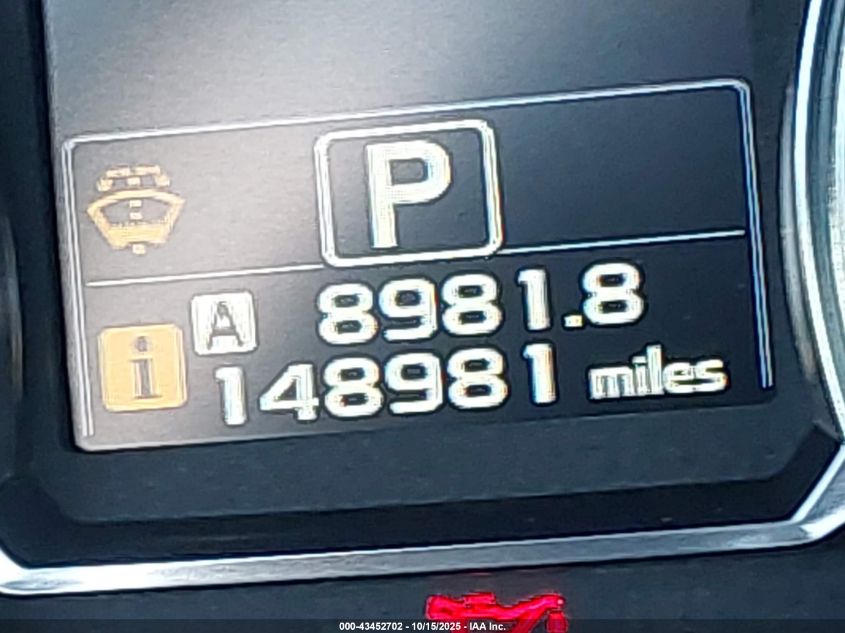 P
A 8981.8
i 148981 miles
000-43452702 - 10/15/2025 - IAA Inc.